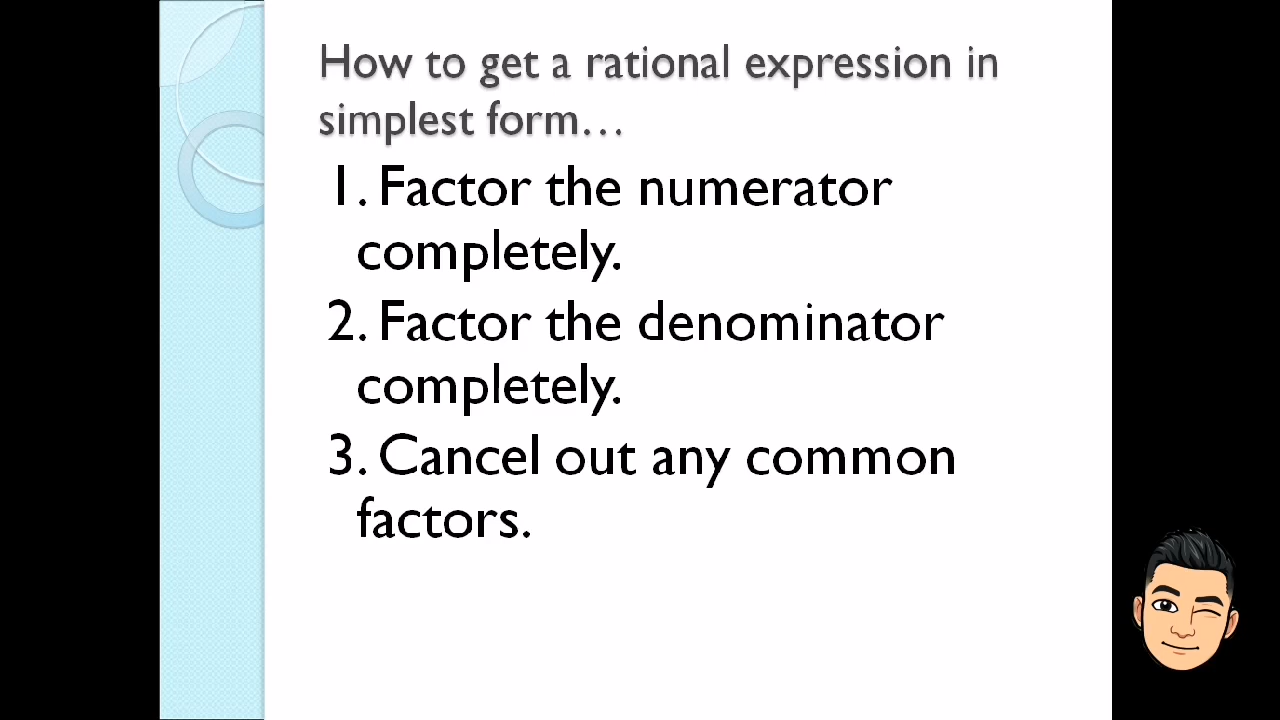 How to get a rational expression in
simplest form…
1. Factor the numerator
completely.
2. Factor the denominator
completely.
3. Cancel out any common
factors.